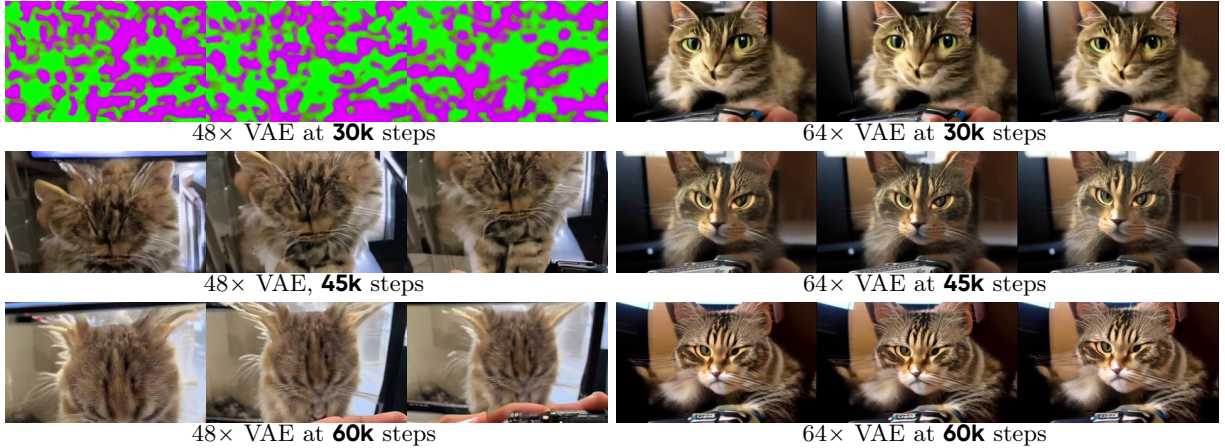 48× VAE at 30k steps
64× VAE at 30k steps
48× VAE, 45k steps
64× VAE at 45k steps
48× VAE at 60k steps
64× VAE at 60k steps